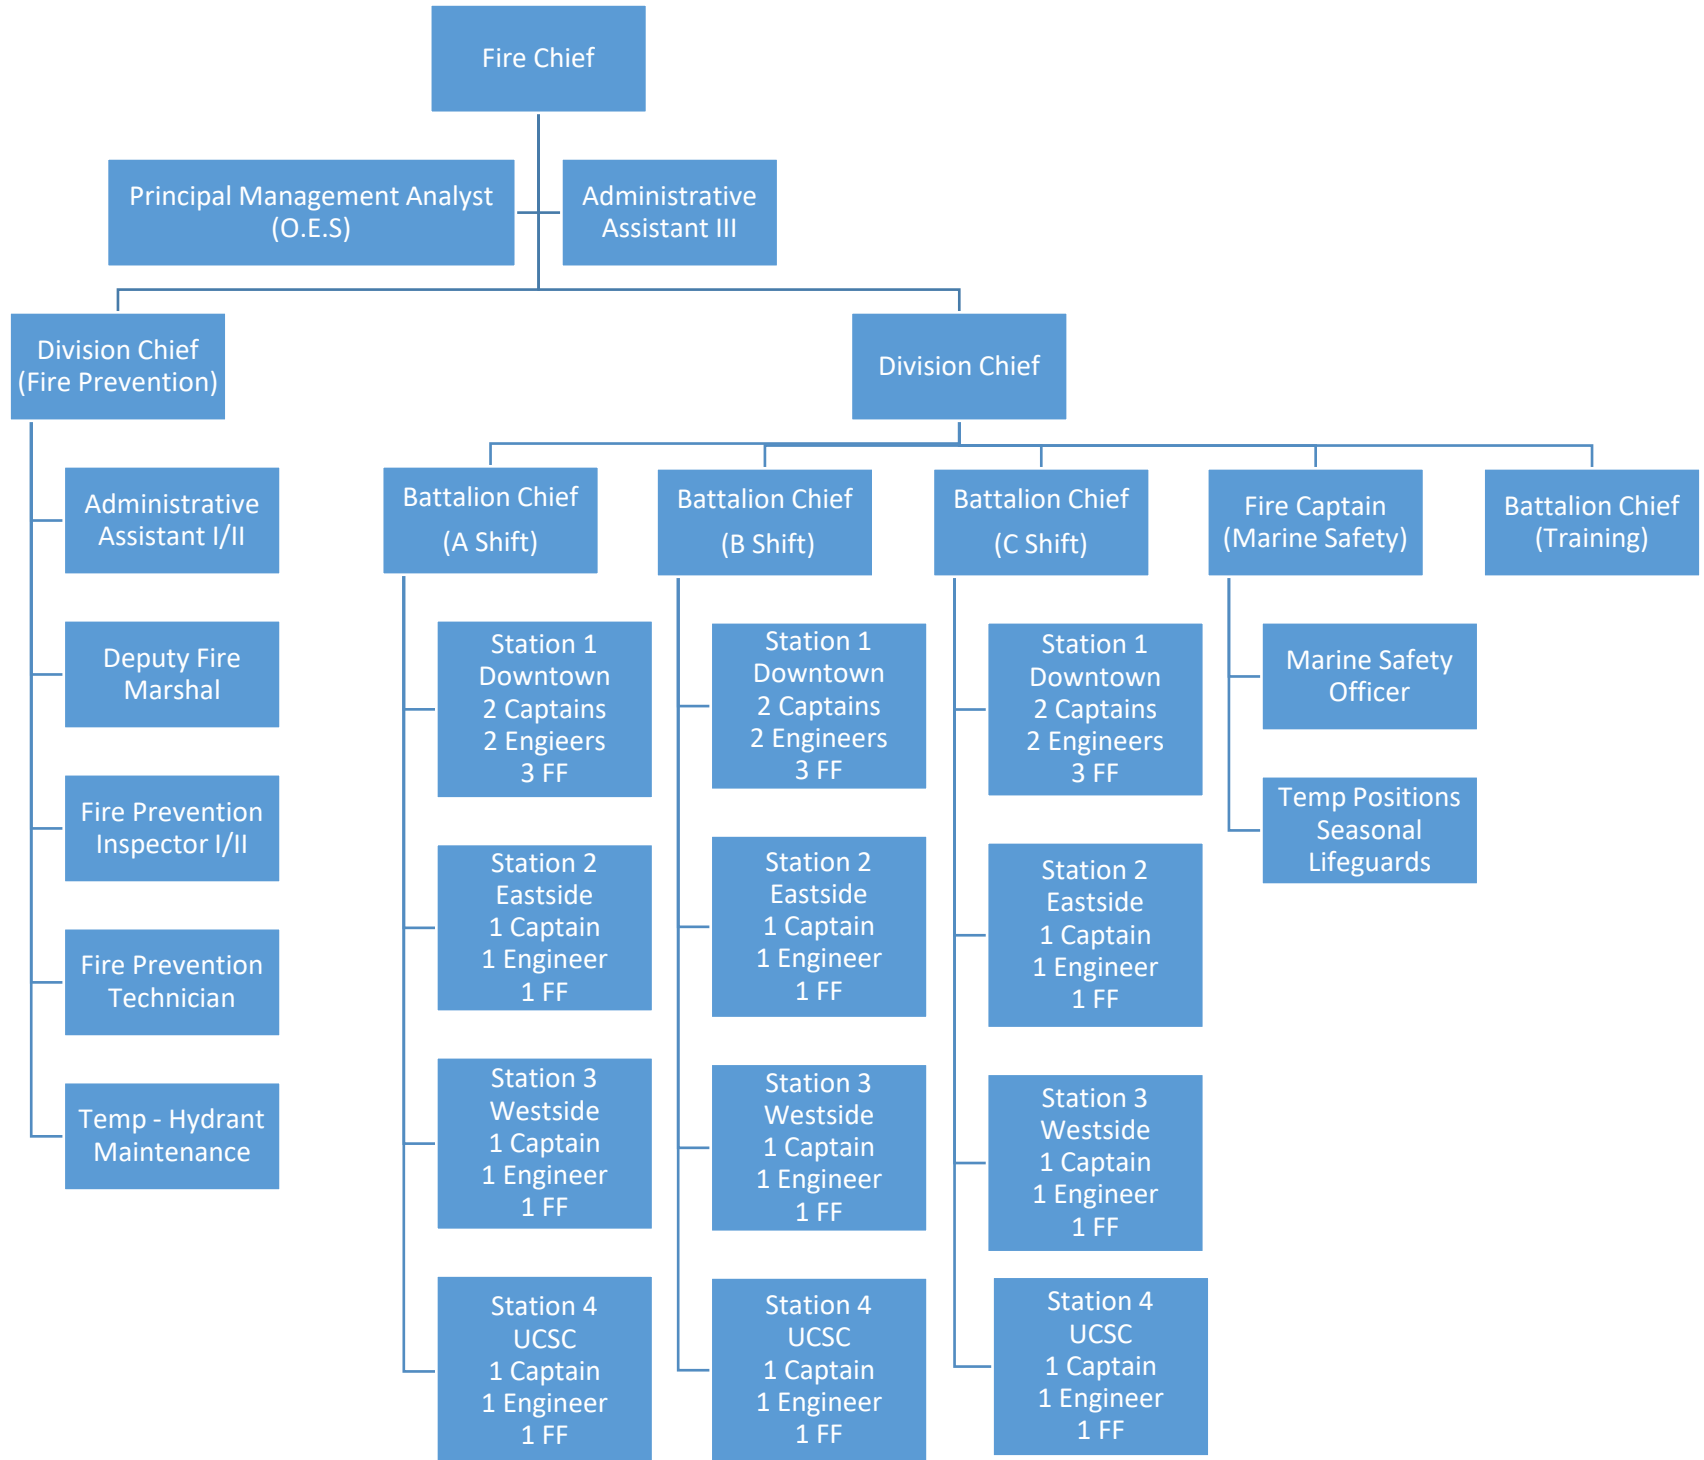 Fire Chief
Principal Management Analyst
(O.E.S)
Administrative
Assistant III
Division Chief
(Fire Prevention)
Division Chief
Administrative
Assistant I/II
Deputy Fire
Marshal
Fire Prevention
Inspector I/II
Fire Prevention
Technician
Temp - Hydrant
Maintenance
Battalion Chief
(A Shift)
Station 1
Downtown
2 Captains
2 Engieers
3 FF
Station 2
Eastside
1 Captain
1 Engineer
1 FF
Station 3
Westside
1 Captain
1 Engineer
1 FF
Station 4
UCSC
1 Captain
1 Engineer
1 FF
Battalion Chief
(B Shift)
Station 1
Downtown
2 Captains
2 Engineers
3 FF
Station 2
Eastside
1 Captain
1 Engineer
1 FF
Station 3
Westside
1 Captain
1 Engineer
1 FF
Station 4
UCSC
1 Captain
1 Engineer
1 FF
Battalion Chief
(C Shift)
Station 1
Downtown
2 Captains
2 Engineers
3 FF
Station 2
Eastside
1 Captain
1 Engineer
1 FF
Station 3
Westside
1 Captain
1 Engineer
1 FF
Station 4
UCSC
1 Captain
1 Engineer
1 FF
Fire Captain
(Marine Safety)
Marine Safety
Officer
Temp Positions
Seasonal
Lifeguards
Battalion Chief
(Training)